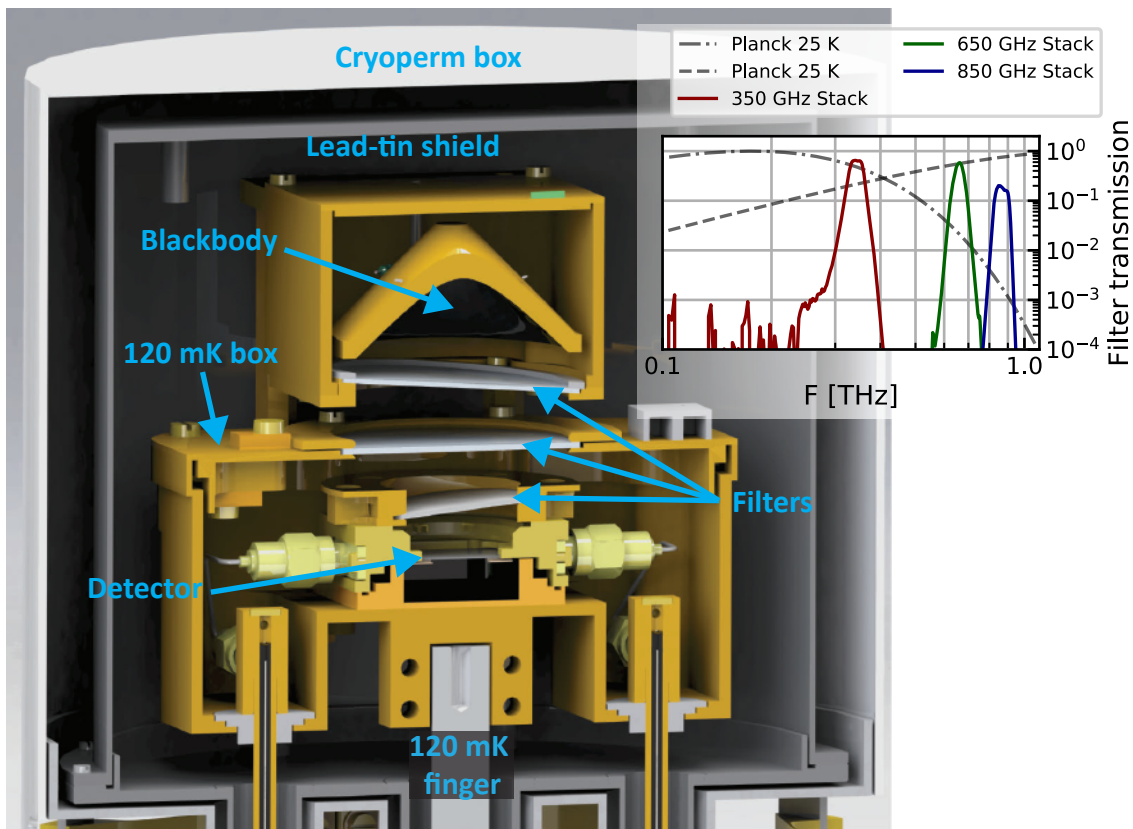 Cryoperm box
Lead-tin shield
Blackbody
120 mK box
Filters
Detector
120 mK
finger
Planck 25 K
Planck 25 K
350 GHz Stack
650 GHz Stack
850 GHz Stack
10⁰
10⁻¹
10⁻²
10⁻³
10⁻⁴
Filter transmission
0.1
1.0
F [THz]